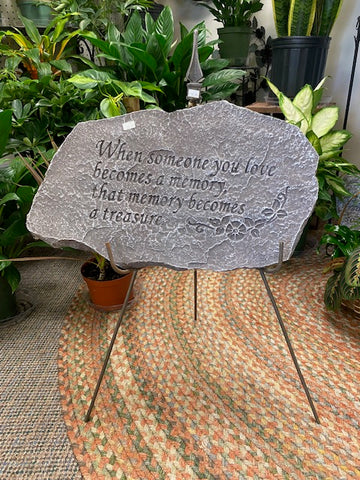 When someone you love
becomes a memory,
that memory becomes
a treasure